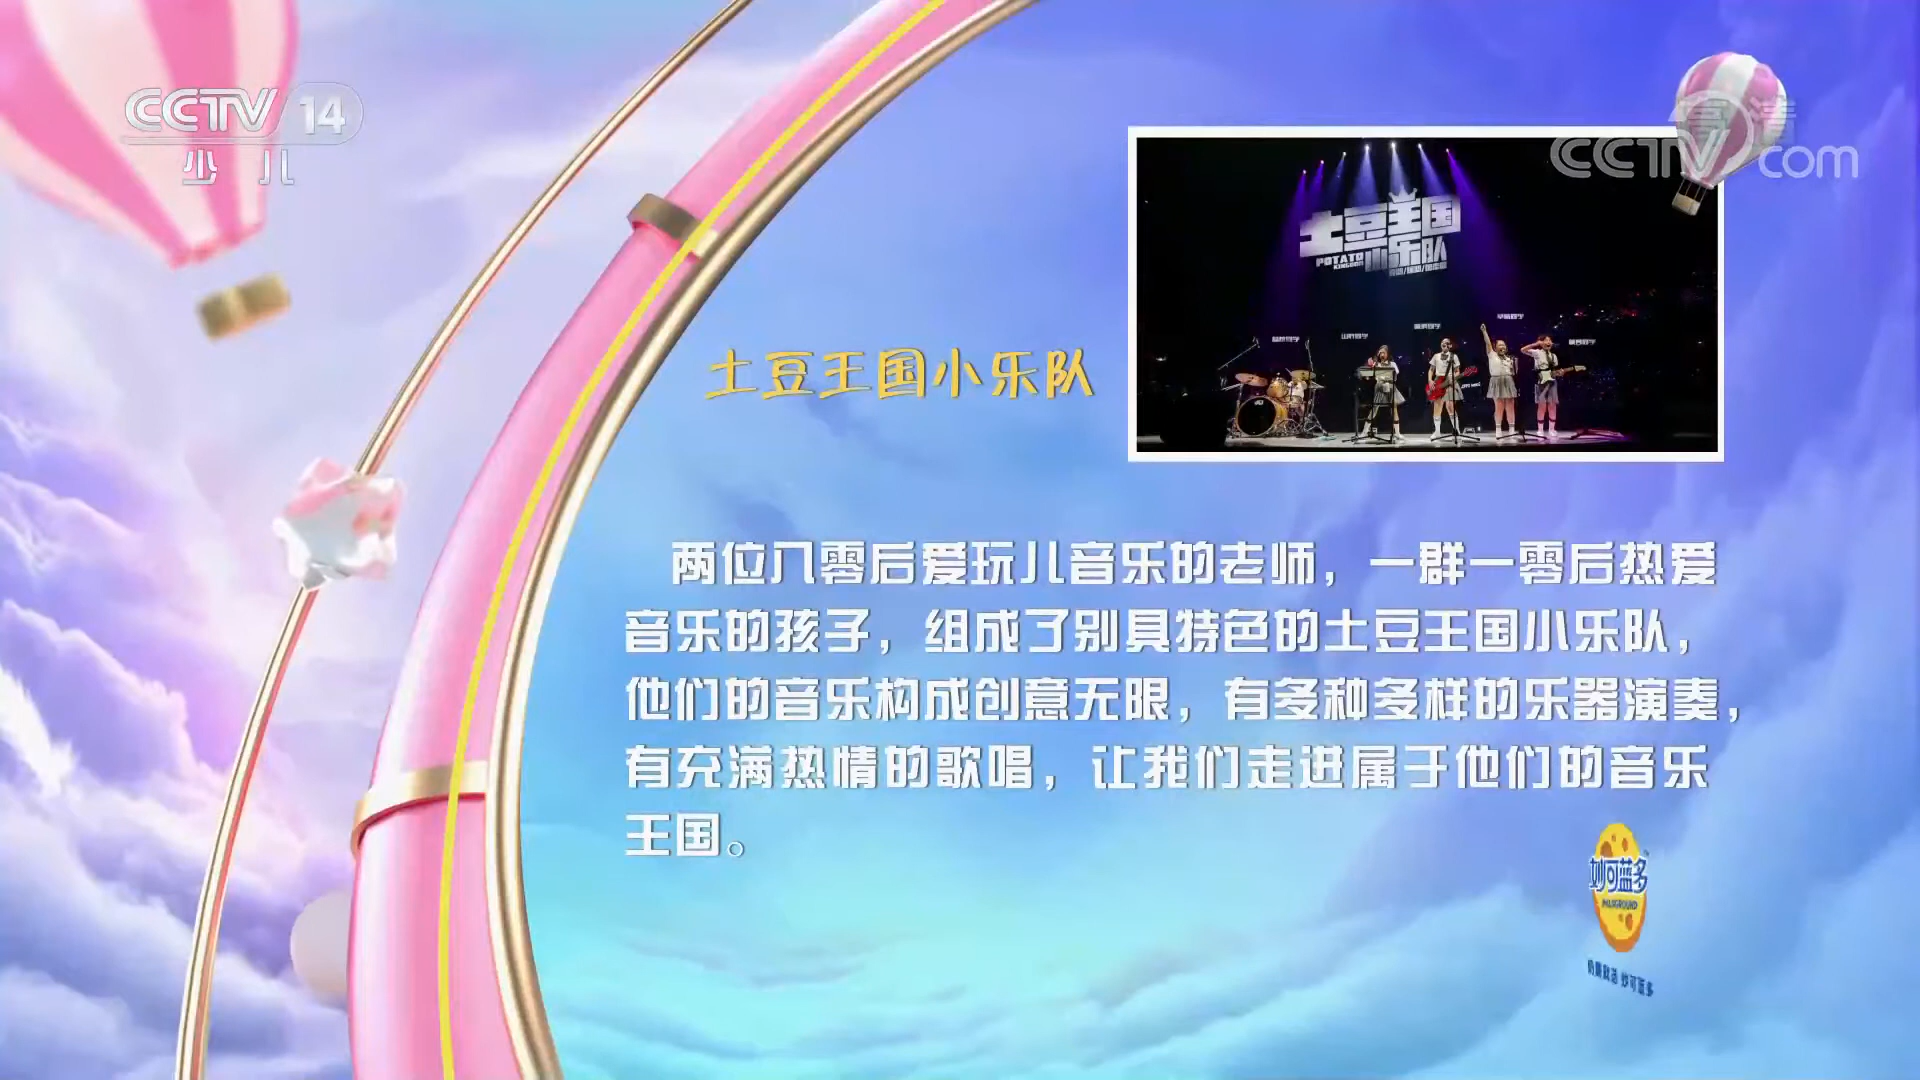 CCTV 14
少儿
高清
CCTV com
土豆王国
POTATO KINGDOM 小乐队
土豆王国小乐队
两位八零后爱玩儿音乐的老师，一群一零后热爱
音乐的孩子，组成了别具特色的土豆王国小乐队，
他们的音乐构成创意无限，有多种多样的乐器演奏，
有充满热情的歌唱，让我们走进属于他们的音乐
王国。
妙可蓝多